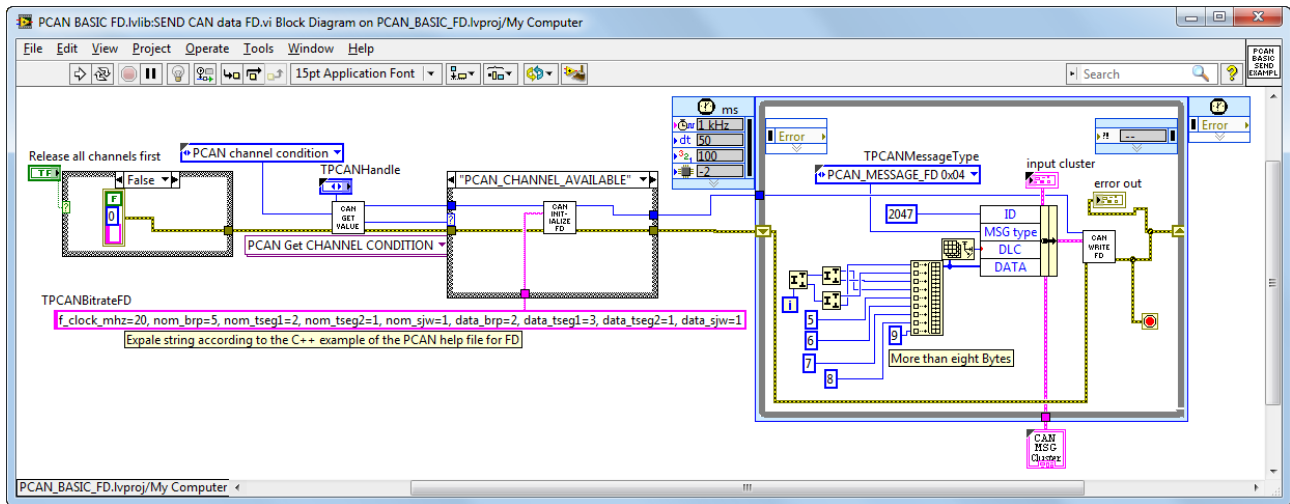 PCAN BASIC FD.lvlib:SEND CAN data FD.vi Block Diagram on PCAN_BASIC_FD.lvproj/My Computer
File Edit View Project Operate Tools Window Help
15pt Application Font
Search
PCAN
BASIC
SEND
EXAMPL
Release all channels first
TF
False
F
0
PCAN channel condition
TPCANHandle
CAN
GET
VALUE
PCAN Get CHANNEL CONDITION
"PCAN_CHANNEL_AVAILABLE"
CAN
INIT-
IALIZE
FD
TPCANBitrateFD
f_clock_mhz=20, nom_brp=5, nom_tseg1=2, nom_tseg2=1, nom_sjw=1, data_brp=2, data_tseg1=3, data_tseg2=1, data_sjw=1
Expale string according to the C++ example of the PCAN help file for FD
ms
1 kHz
dt 50
321 100
-2
Error
?! --
Error
TPCANMessageType
PCAN_MESSAGE_FD 0x04
input cluster
error out
2047
ID
MSG type
DLC
DATA
CAN
WRITE
FD
i
5
6
7
8
9
More than eight Bytes
CAN
MSG
Cluster
PCAN_BASIC_FD.lvproj/My Computer